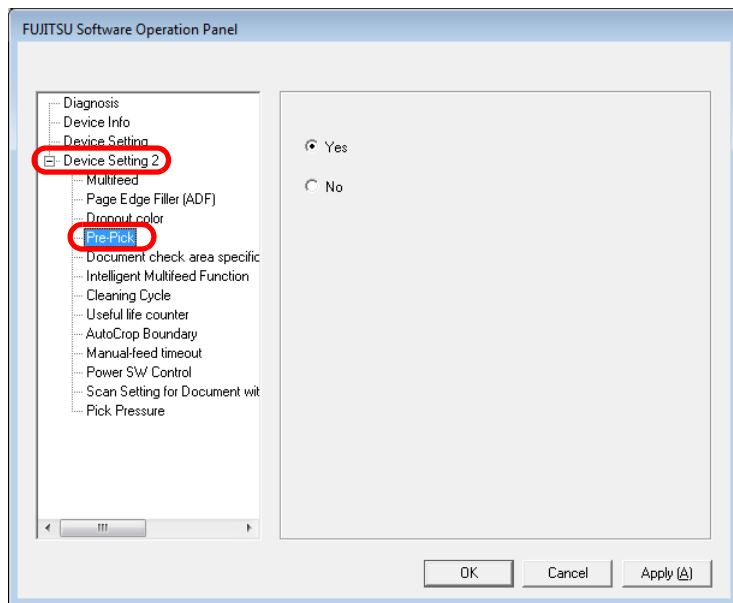 FUJITSU Software Operation Panel
Diagnosis
Device Info
Device Setting
Device Setting 2
Multifeed
Page Edge Filler (ADF)
Dropout color
Pre-Pick
Document check area specific
Intelligent Multifeed Function
Cleaning Cycle
Useful life counter
AutoCrop Boundary
Manual-feed timeout
Power SW Control
Scan Setting for Document wit
Pick Pressure
Yes
No
OK Cancel Apply (A)